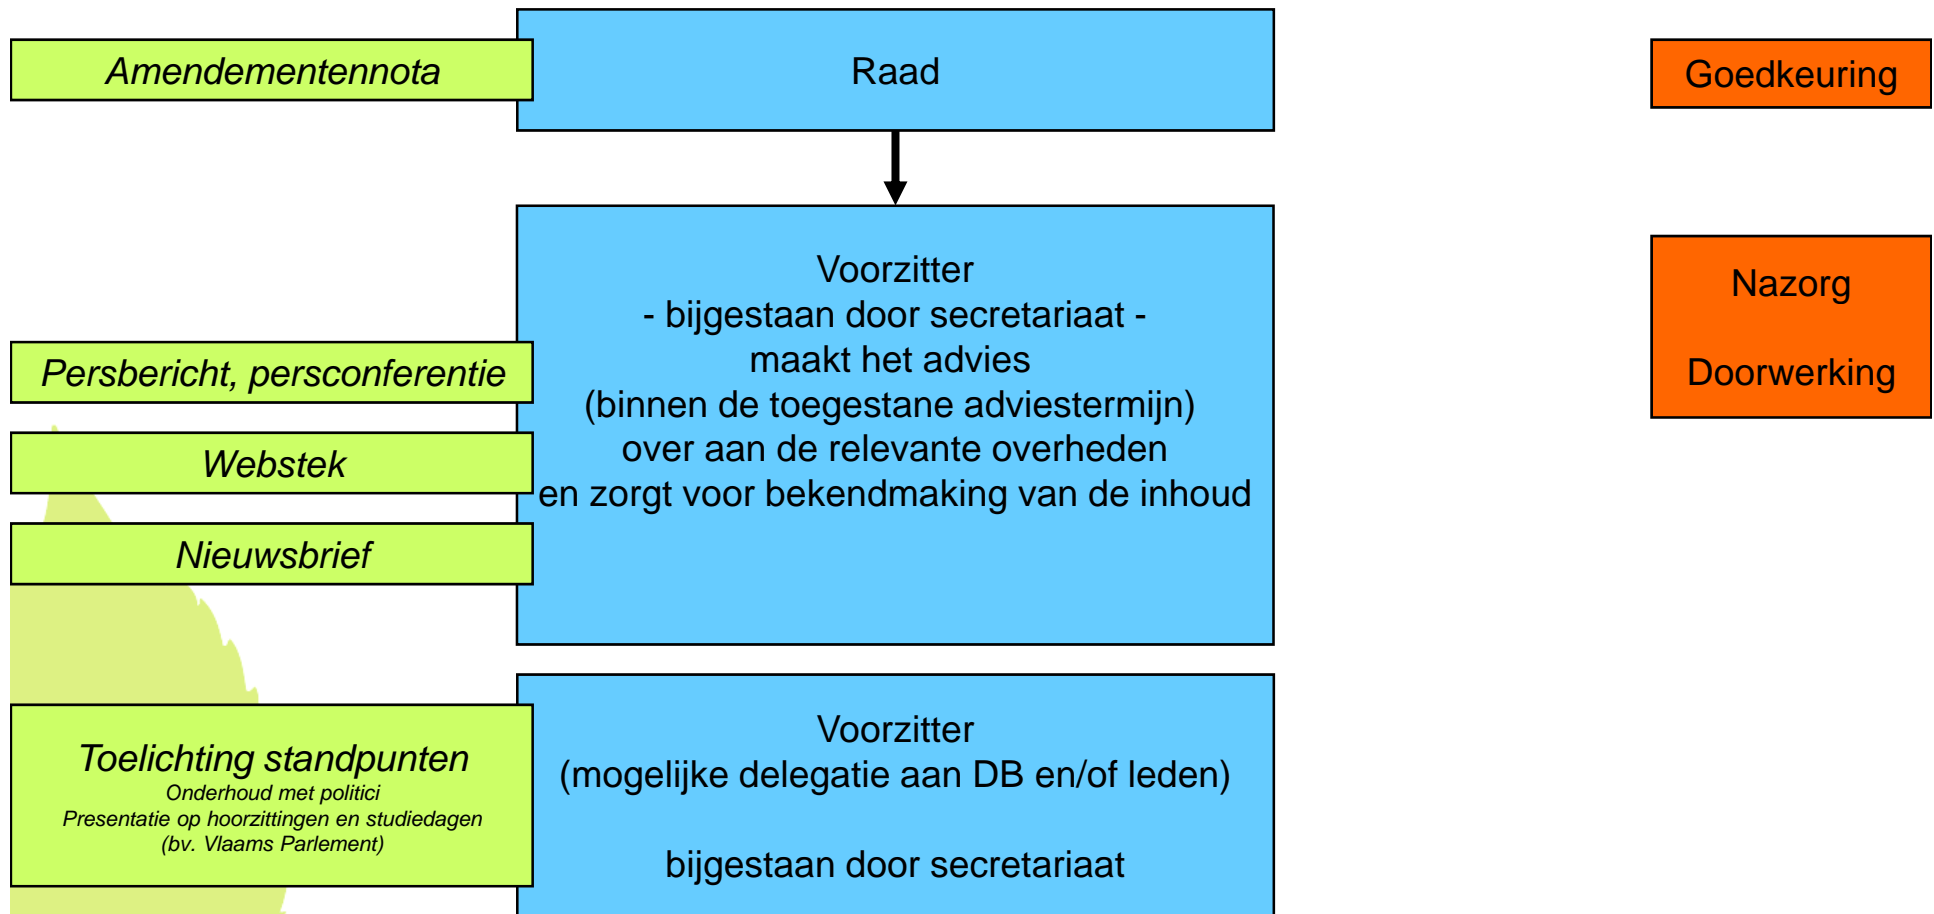 Amendementennota
Raad
Goedkeuring
Voorzitter
- bijgestaan door secretariaat -
maakt het advies
(binnen de toegestane adviestermijn)
over aan de relevante overheden
en zorgt voor bekendmaking van de inhoud
Persbericht, persconferentie
Webstek
Nieuwsbrief
Nazorg
Doorwerking
Toelichting standpunten
Onderhoud met politici
Presentatie op hoorzittingen en studiedagen
(bv. Vlaams Parlement)
Voorzitter
(mogelijke delegatie aan DB en/of leden)
bijgestaan door secretariaat